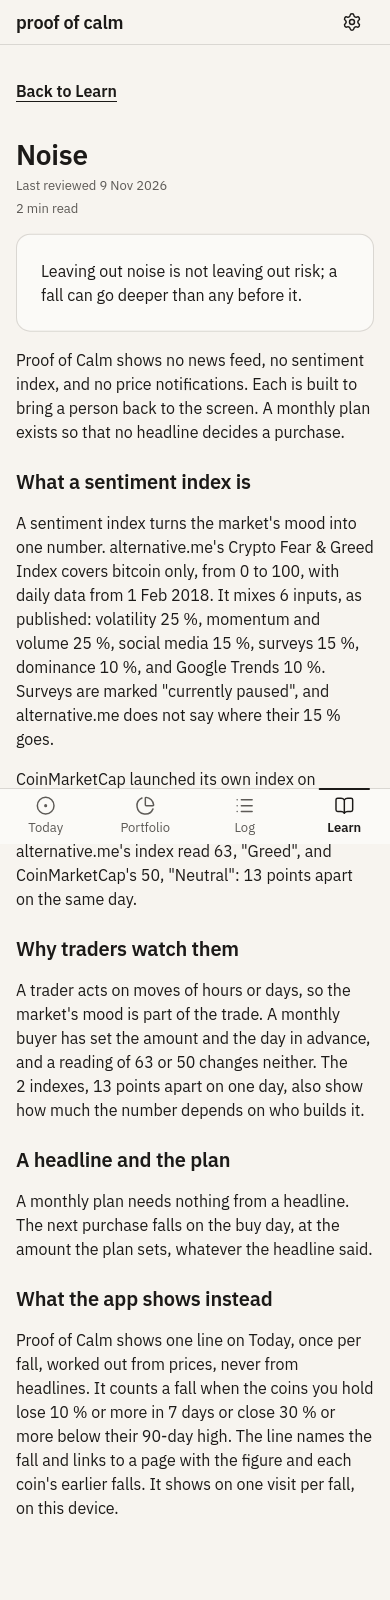 proof of calm
Back to Learn
Noise
Last reviewed 9 Nov 2026
2 min read
Leaving out noise is not leaving out risk; a
fall can go deeper than any before it.
Proof of Calm shows no news feed, no sentiment
index, and no price notifications. Each is built to
bring a person back to the screen. A monthly plan
exists so that no headline decides a purchase.
What a sentiment index is
A sentiment index turns the market's mood into
one number. alternative.me's Crypto Fear & Greed
Index covers bitcoin only, from 0 to 100, with
daily data from 1 Feb 2018. It mixes 6 inputs, as
published: volatility 25 %, momentum and
volume 25 %, social media 15 %, surveys 15 %,
dominance 10 %, and Google Trends 10 %.
Surveys are marked "currently paused", and
alternative.me does not say where their 15 %
goes.
CoinMarketCap launched its own index on
Today
Portfolio
Log
Learn
alternative.me's index read 63, "Greed", and
CoinMarketCap's 50, "Neutral": 13 points apart
on the same day.
Why traders watch them
A trader acts on moves of hours or days, so the
market's mood is part of the trade. A monthly
buyer has set the amount and the day in advance,
and a reading of 63 or 50 changes neither. The
2 indexes, 13 points apart on one day, also show
how much the number depends on who builds it.
A headline and the plan
A monthly plan needs nothing from a headline.
The next purchase falls on the buy day, at the
amount the plan sets, whatever the headline said.
What the app shows instead
Proof of Calm shows one line on Today, once per
fall, worked out from prices, never from
headlines. It counts a fall when the coins you hold
lose 10 % or more in 7 days or close 30 % or
more below their 90-day high. The line names the
fall and links to a page with the figure and each
coin's earlier falls. It shows on one visit per fall,
on this device.